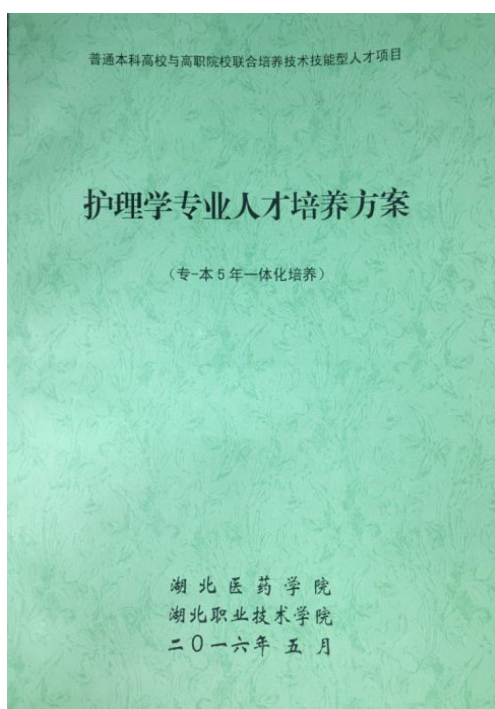 普通本科高校与高职院校联合培养技术技能型人才项目
护理学专业人才培养方案
（专-本5年一体化培养）
湖北医药学院
湖北职业技术学院
二〇一六年 五 月